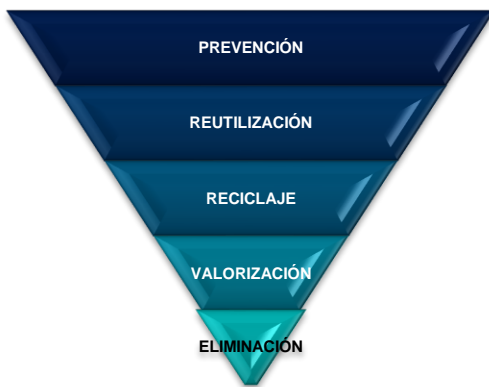 PREVENCIÓN
REUTILIZACIÓN
RECICLAJE
VALORIZACIÓN
ELIMINACIÓN